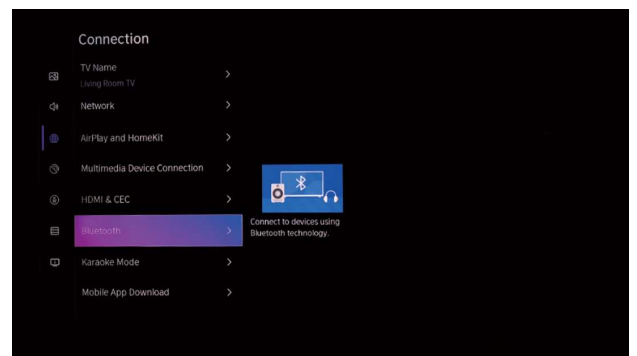 Connection
TV Name
Living Room TV
Network
AirPlay and HomeKit
Multimedia Device Connection
HDMI & CEC
Bluetooth
Connect to devices using
Bluetooth technology.
Karaoke Mode
Mobile App Download